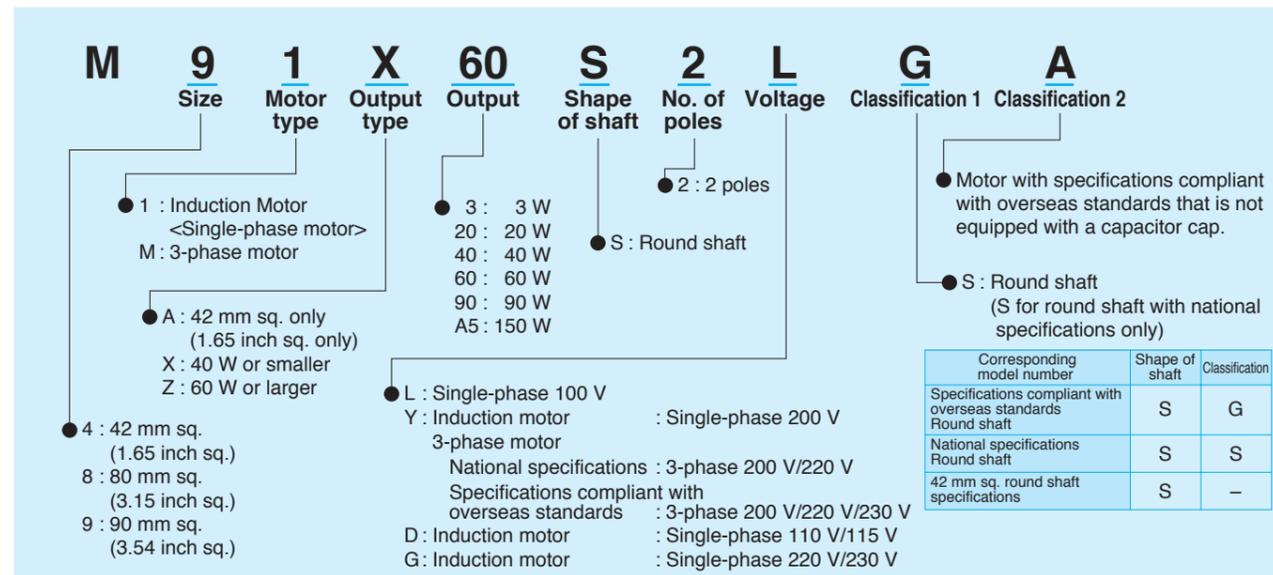 M 9 1 X 60 S 2 L G A
Size Motor type Output type Output Shape of shaft No. of poles Voltage Classification 1 Classification 2
1 : Induction Motor
<Single-phase motor>
M : 3-phase motor
A : 42 mm sq. only
(1.65 inch sq. only)
X : 40 W or smaller
Z : 60 W or larger
4 : 42 mm sq.
(1.65 inch sq.)
8 : 80 mm sq.
(3.15 inch sq.)
9 : 90 mm sq.
(3.54 inch sq.)
3 : 3 W
20 : 20 W
40 : 40 W
60 : 60 W
90 : 90 W
A5 : 150 W
S : Round shaft
2 : 2 poles
L : Single-phase 100 V
Y : Induction motor : Single-phase 200 V
3-phase motor
National specifications : 3-phase 200 V/220 V
Specifications compliant with
overseas standards : 3-phase 200 V/220 V/230 V
D : Induction motor : Single-phase 110 V/115 V
G : Induction motor : Single-phase 220 V/230 V
Motor with specifications compliant
with overseas standards that is not
equipped with a capacitor cap.
S : Round shaft
(S for round shaft with national
specifications only)
Corresponding model number Shape of shaft Classification
Specifications compliant with
overseas standards
Round shaft S G
National specifications
Round shaft S S
42 mm sq. round shaft
specifications S –